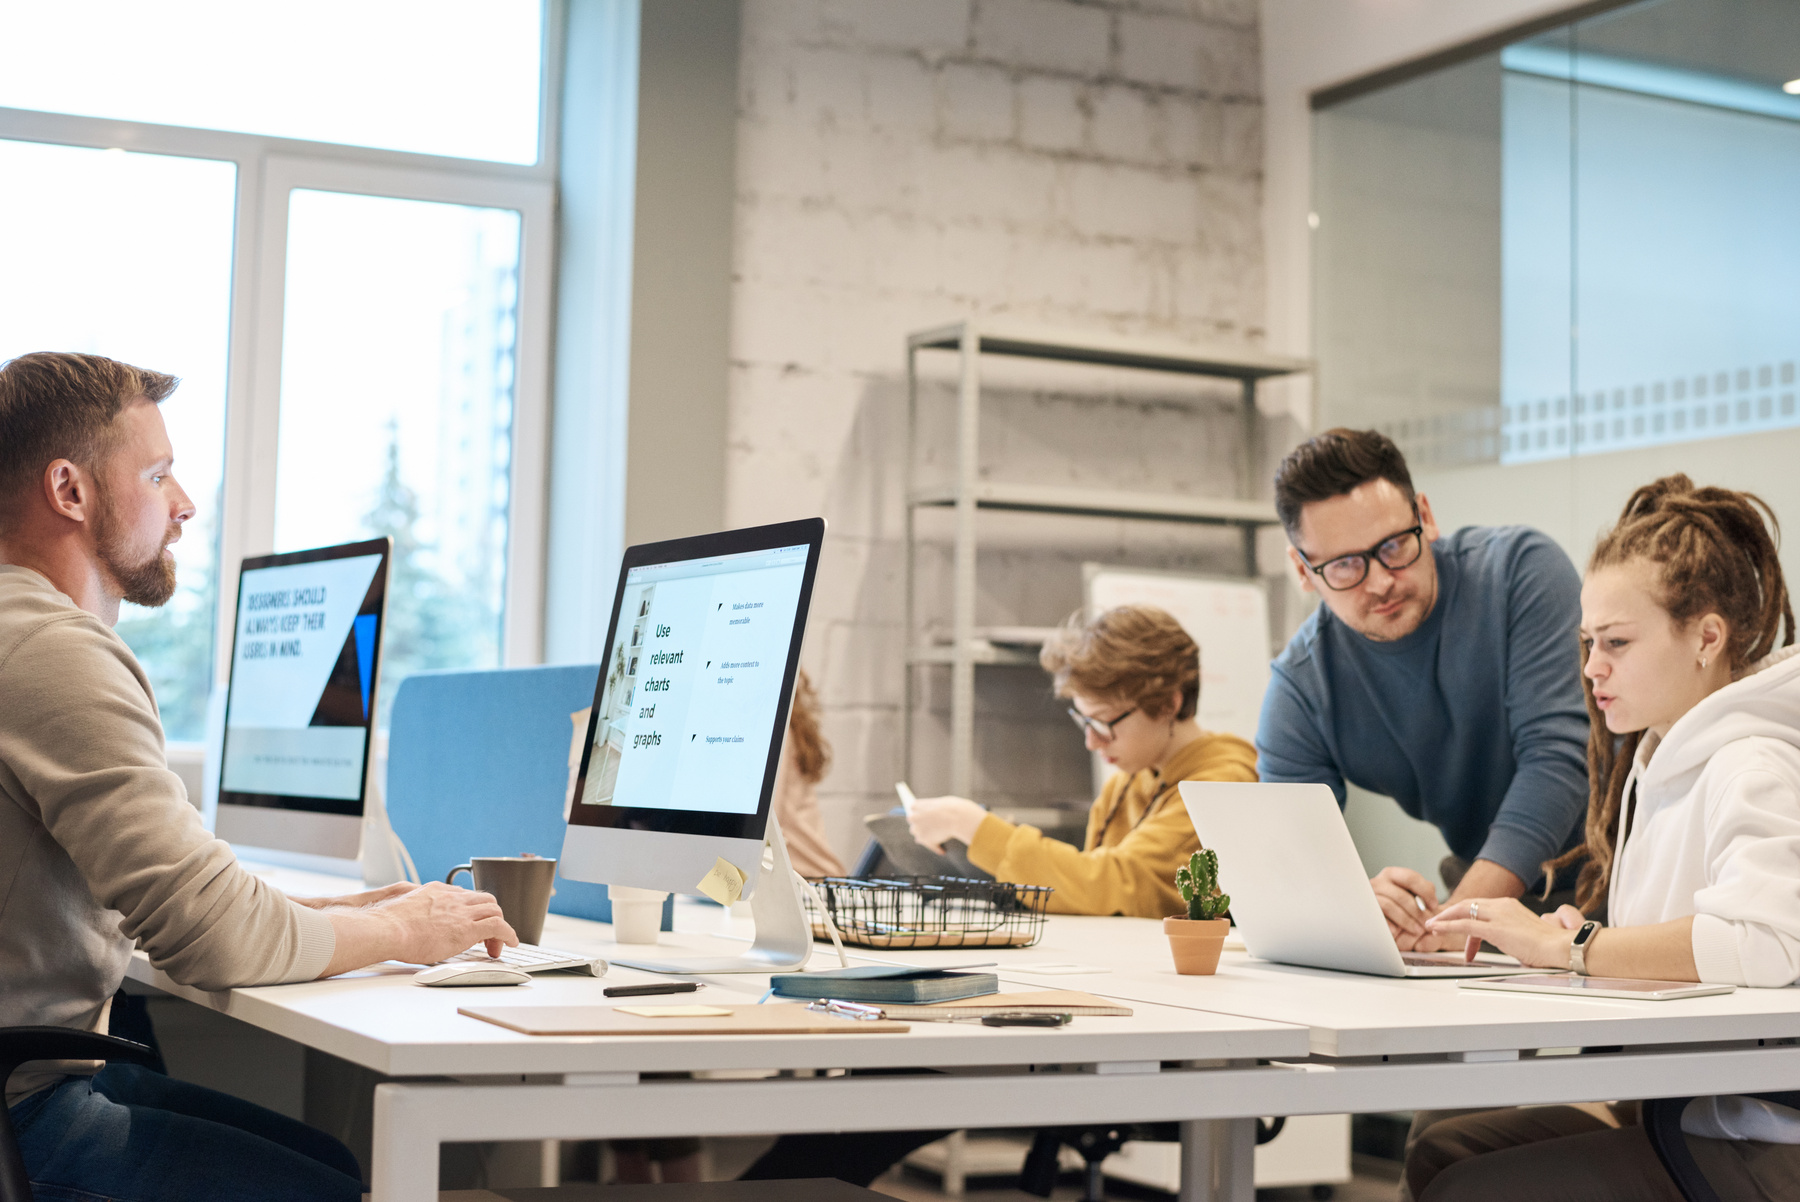 DESIGNERS SHOULD
ALWAYS KEEP THEIR
USERS IN MIND.
Use
relevant
charts
and
graphs
Makes data more
memorable
Adds more context to
the topic
Supports your claims